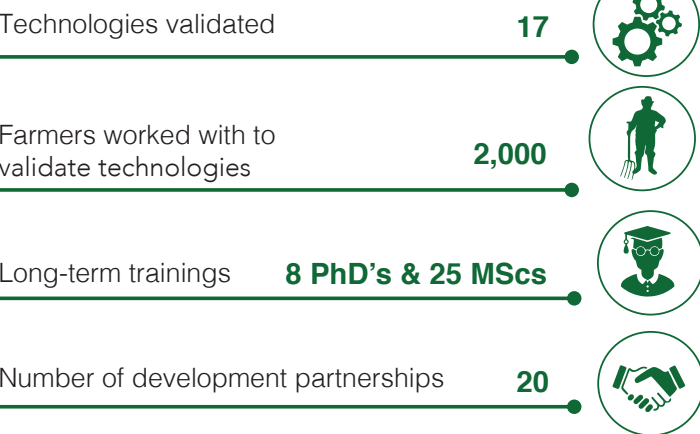 Technologies validated 17
Farmers worked with to
validate technologies 2,000
Long-term trainings 8 PhD's & 25 MScs
Number of development partnerships 20